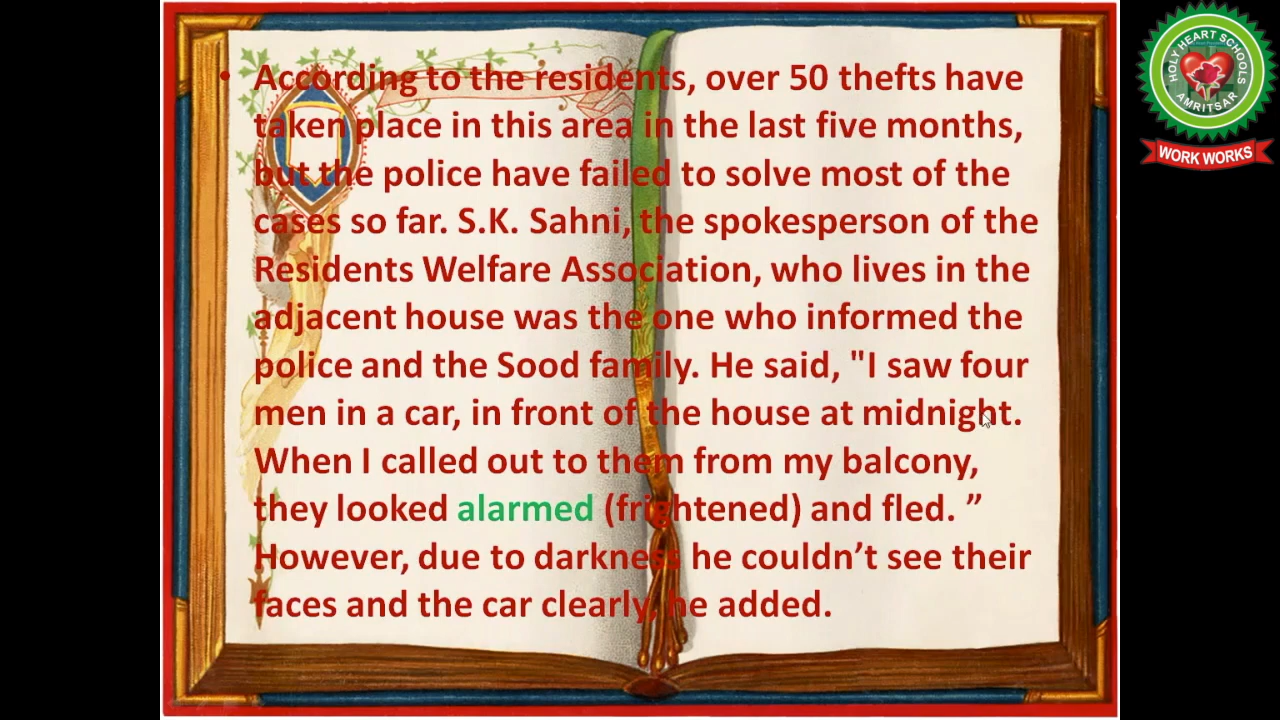 • According to the residents, over 50 thefts have
taken place in this area in the last five months,
but the police have failed to solve most of the
cases so far. S.K. Sahni, the spokesperson of the
Residents Welfare Association, who lives in the
adjacent house was the one who informed the
police and the Sood family. He said, "I saw four
men in a car, in front of the house at midnight.
When I called out to them from my balcony,
they looked alarmed (frightened) and fled. ”
However, due to darkness he couldn’t see their
faces and the car clearly, he added.
HOLY HEART SCHOOLS
AMRITSAR
WORK WORKS